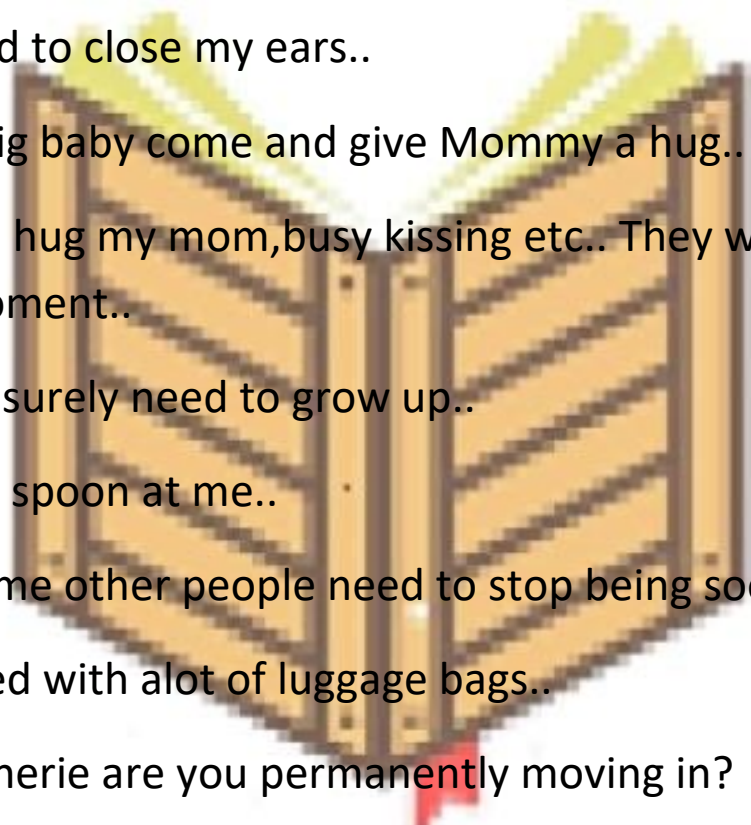 d to close my ears..
ig baby come and give Mommy a hug..
hug my mom,busy kissing etc.. They w
oment..
surely need to grow up..
spoon at me..
me other people need to stop being soo
ed with alot of luggage bags..
herie are you permanently moving in?